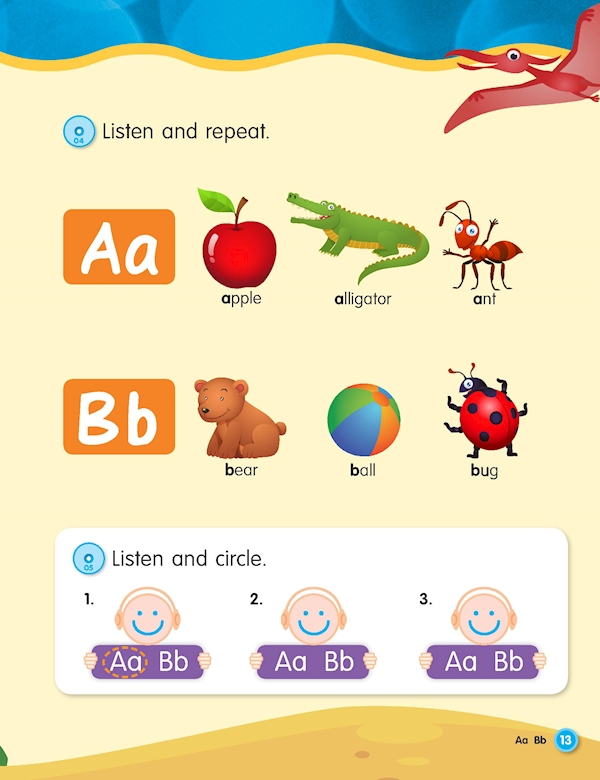 04 Listen and repeat.
Aa
apple alligator ant
Bb
bear ball bug
05 Listen and circle.
1. 2. 3.
Aa Bb Aa Bb Aa Bb
Aa Bb 13